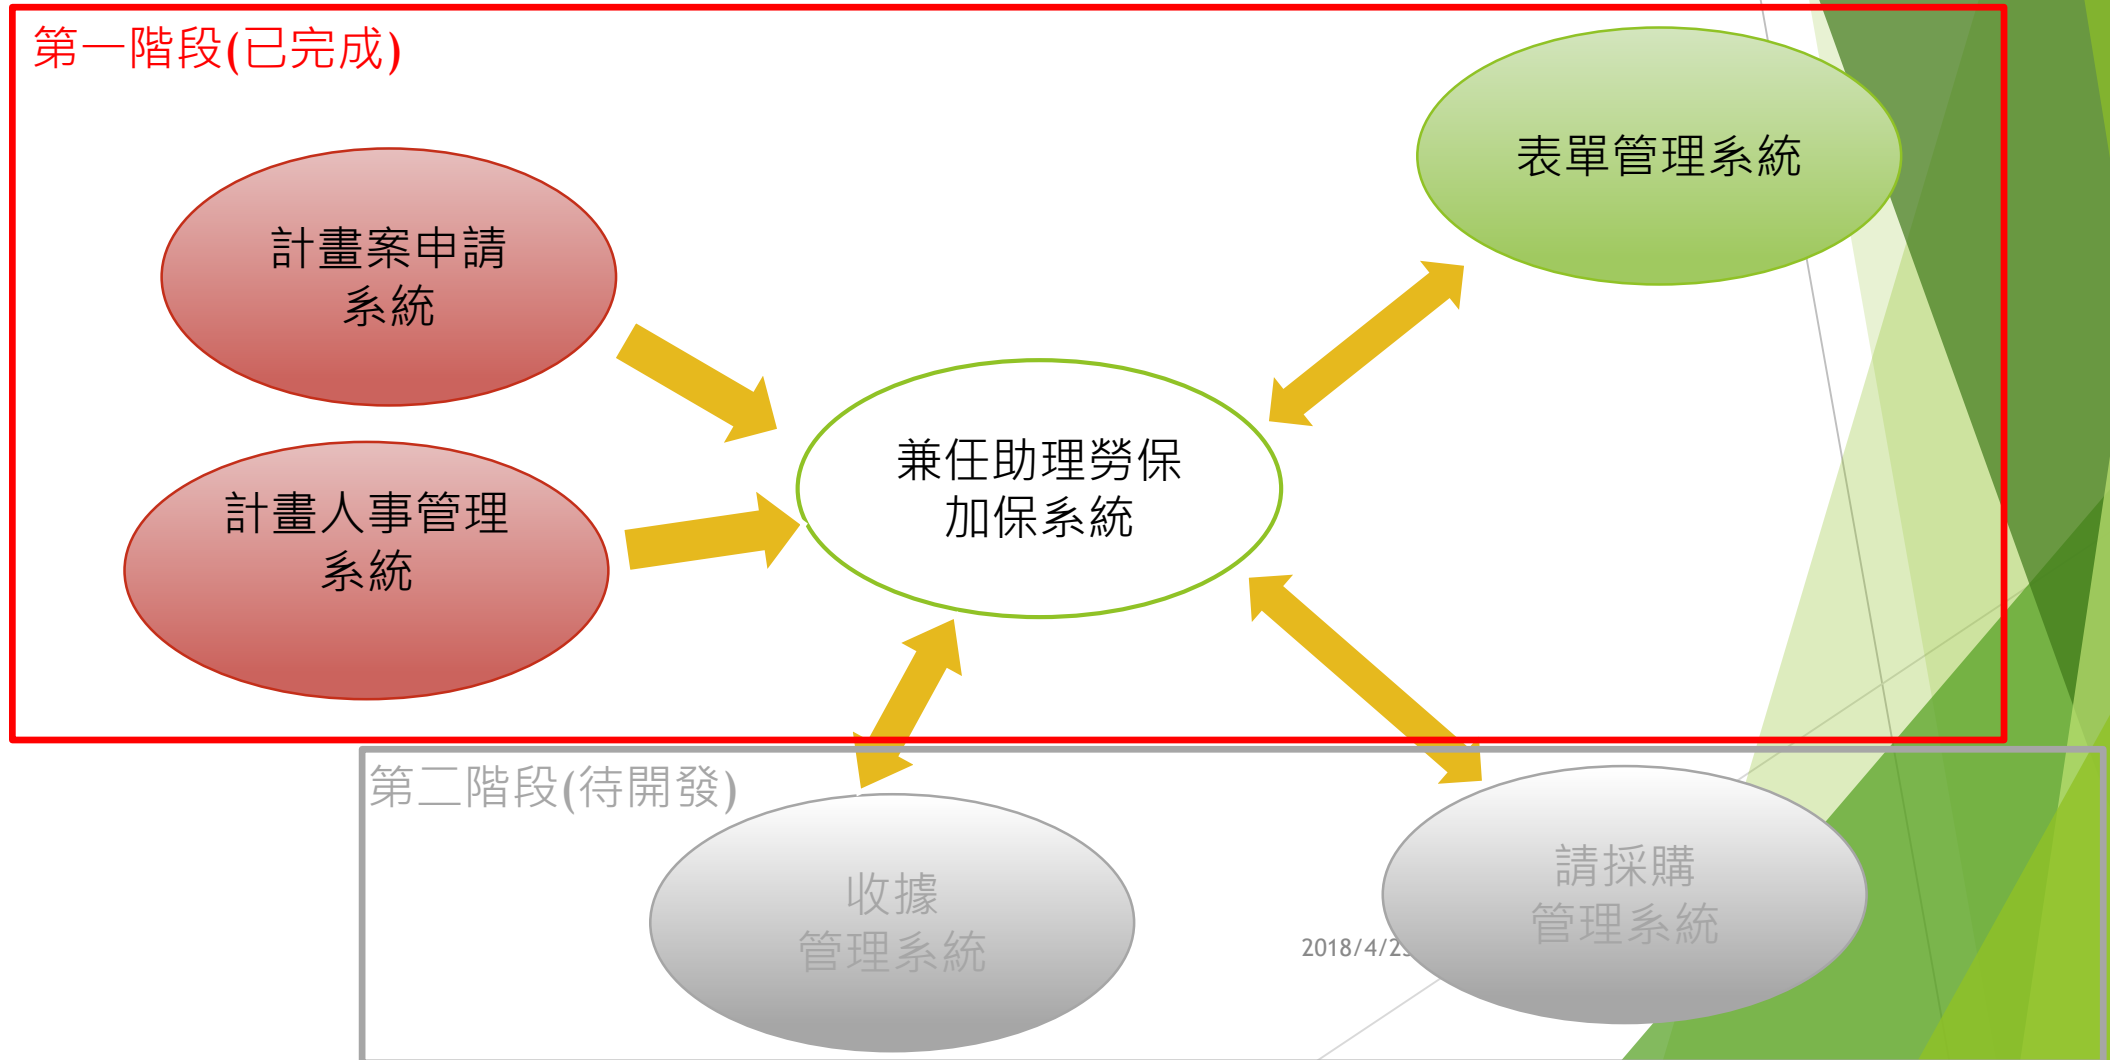 第一階段(已完成)
表單管理系統
計畫案申請
系統
兼任助理勞保
加保系統
計畫人事管理
系統
第二階段(待開發)
收據
管理系統
請採購
管理系統
2018/4/2